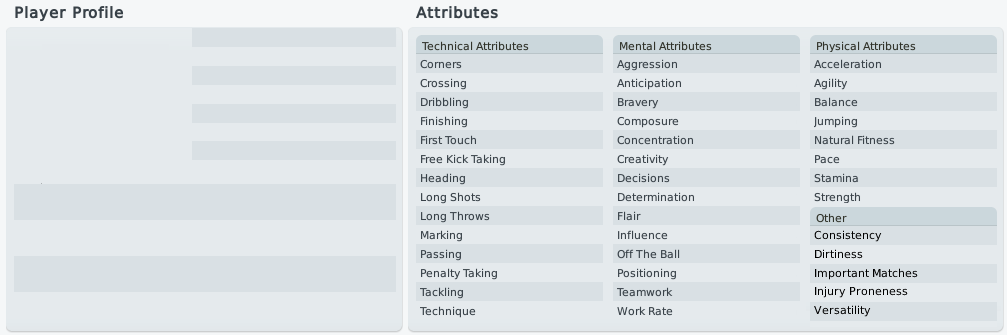 Player Profile
Attributes
Technical Attributes
Corners
Crossing
Dribbling
Finishing
First Touch
Free Kick Taking
Heading
Long Shots
Long Throws
Marking
Passing
Penalty Taking
Tackling
Technique
Mental Attributes
Aggression
Anticipation
Bravery
Composure
Concentration
Creativity
Decisions
Determination
Flair
Influence
Off The Ball
Positioning
Teamwork
Work Rate
Physical Attributes
Acceleration
Agility
Balance
Jumping
Natural Fitness
Pace
Stamina
Strength
Other
Consistency
Dirtiness
Important Matches
Injury Proneness
Versatility